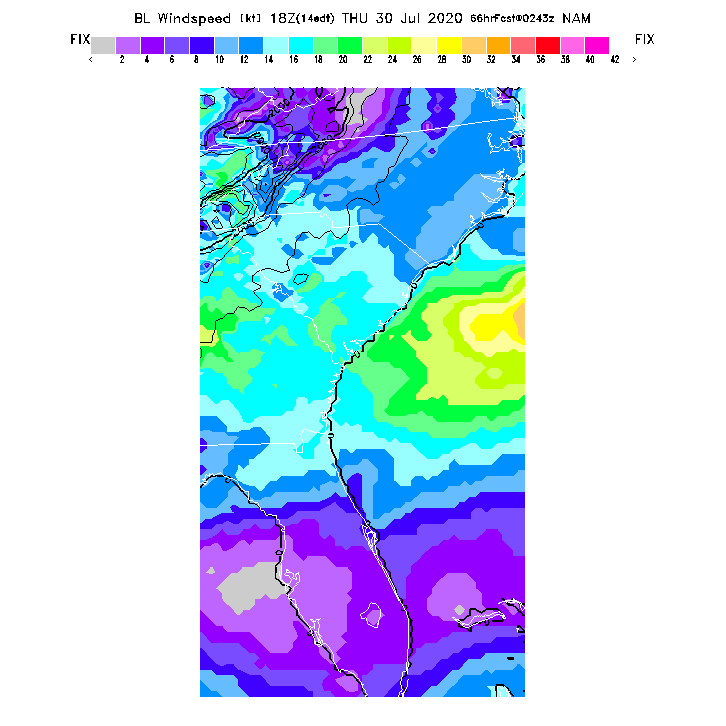 BL Windspeed [kt] 18Z(14edt) THU 30 Jul 2020 66hrFcst@0243z NAM
FIX FIX
< 2 4 6 8 10 12 14 16 18 20 22 24 26 28 30 32 34 36 38 40 42 >